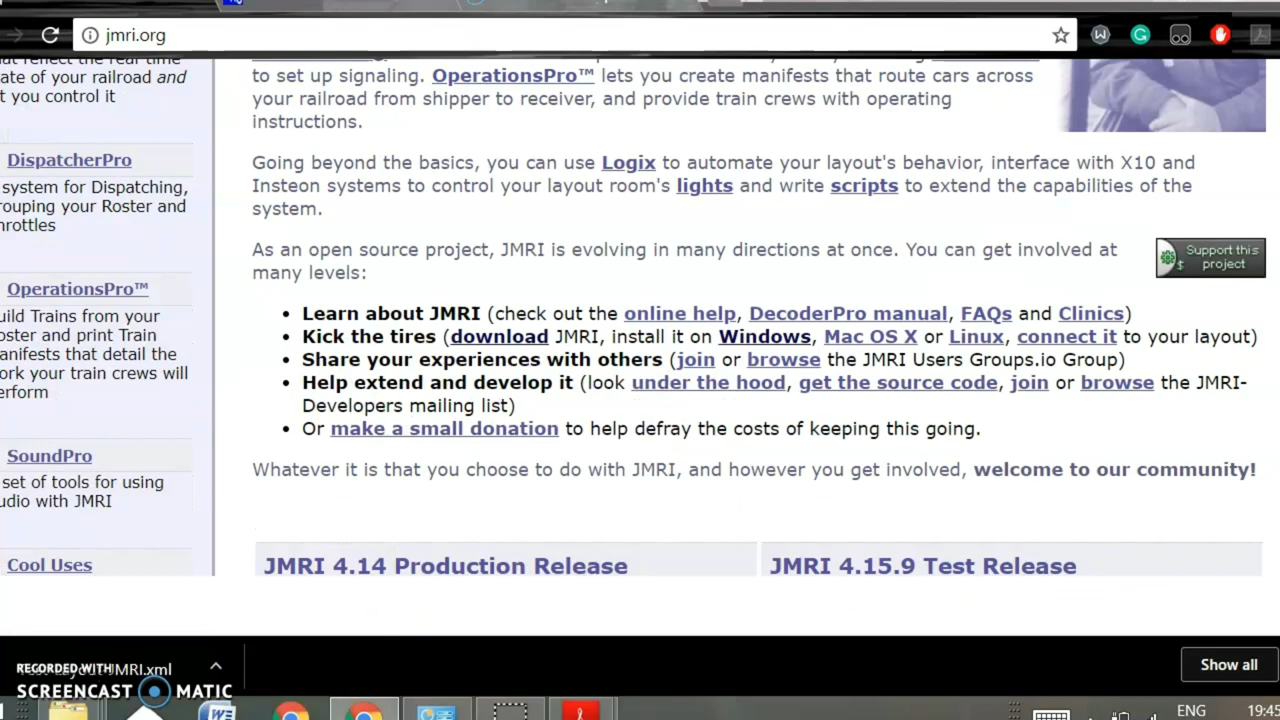 jmri.org
ate of your railroad and
t you control it
DispatcherPro
system for Dispatching,
rouping your Roster and
hrottles
OperationsPro™
uild Trains from your
oster and print Train
anifests that detail the
ork your train crews will
erform
SoundPro
set of tools for using
udio with JMRI
Cool Uses
to set up signaling. OperationsPro™ lets you create manifests that route cars across
your railroad from shipper to receiver, and provide train crews with operating
instructions.
Going beyond the basics, you can use Logix to automate your layout's behavior, interface with X10 and
Insteon systems to control your layout room's lights and write scripts to extend the capabilities of the
system.
As an open source project, JMRI is evolving in many directions at once. You can get involved at
many levels:
Support this
$ project
• Learn about JMRI (check out the online help, DecoderPro manual, FAQs and Clinics)
• Kick the tires (download JMRI, install it on Windows, Mac OS X or Linux, connect it to your layout)
• Share your experiences with others (join or browse the JMRI Users Groups.io Group)
• Help extend and develop it (look under the hood, get the source code, join or browse the JMRI-
Developers mailing list)
• Or make a small donation to help defray the costs of keeping this going.
Whatever it is that you choose to do with JMRI, and however you get involved, welcome to our community!
JMRI 4.14 Production Release
JMRI 4.15.9 Test Release
JMRI.xml
Show all
RECORDED WITH
SCREENCAST MATIC
ENG
19:45